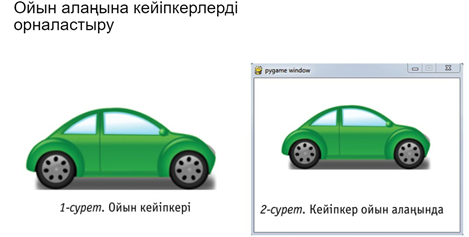 Ойын алаңына кейіпкерлерді
орналастыру
pygame window
1-сурет. Ойын кейіпкері
2-сурет. Кейіпкер ойын алаңында